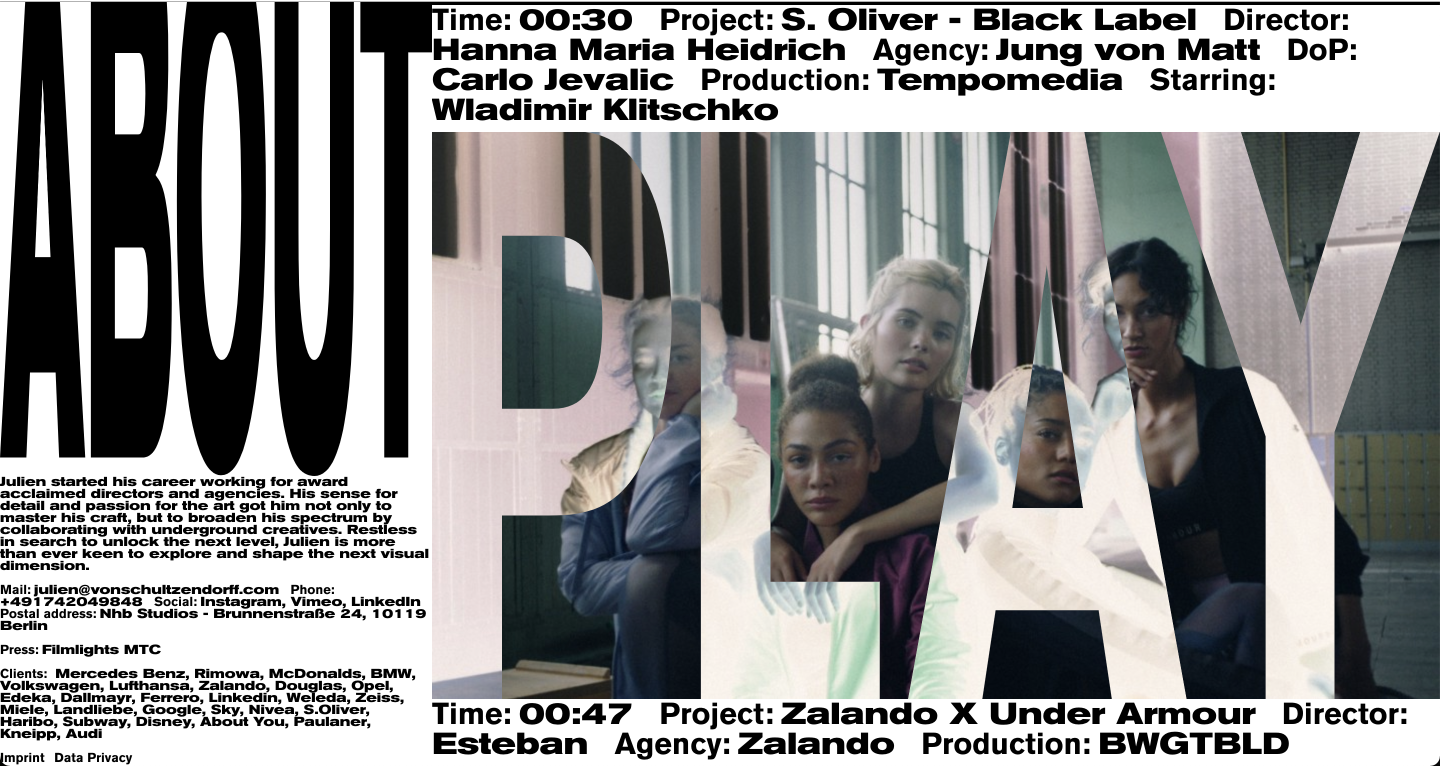 ABOUT
Julien started his career working for award
acclaimed directors and agencies. His sense for
detail and passion for the art got him not only to
master his craft, but to broaden his spectrum by
collaborating with underground creatives. Restless
in search to unlock the next level, Julien is more
than ever keen to explore and shape the next visual
dimension.
Mail: julien@vonschultzendorff.com Phone:
+491742049848 Social: Instagram, Vimeo, LinkedIn
Postal address: Nhb Studios - Brunnenstraße 24, 10119
Berlin
Press: Filmlights MTC
Clients: Mercedes Benz, Rimowa, McDonalds, BMW,
Volkswagen, Lufthansa, Zalando, Douglas, Opel,
Edeka, Dallmayr, Ferrero, Linkedin, Weleda, Zeiss,
Miele, Landliebe, Google, Sky, Nivea, S.Oliver,
Haribo, Subway, Disney, About You, Paulaner,
Kneipp, Audi
Imprint Data Privacy
Time: 00:30 Project: S. Oliver - Black Label Director:
Hanna Maria Heidrich Agency: Jung von Matt DoP:
Carlo Jevalic Production: Tempomedia Starring:
Wladimir Klitschko
PLAY
Time: 00:47 Project: Zalando X Under Armour Director:
Esteban Agency: Zalando Production: BWGTBLD